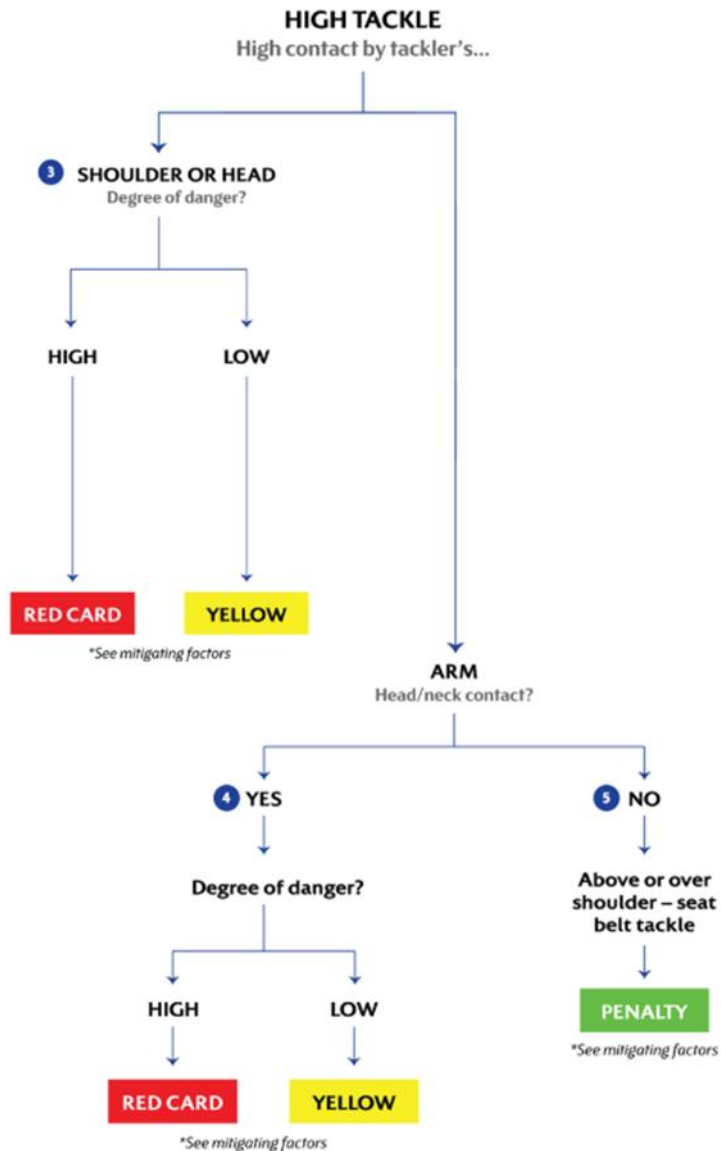 HIGH TACKLE
High contact by tackler's...
3 SHOULDER OR HEAD
Degree of danger?
HIGH
LOW
RED CARD
YELLOW
*See mitigating factors
ARM
Head/neck contact?
4 YES
5 NO
Degree of danger?
Above or over
shoulder – seat
belt tackle
HIGH
LOW
PENALTY
*See mitigating factors
RED CARD
YELLOW
*See mitigating factors